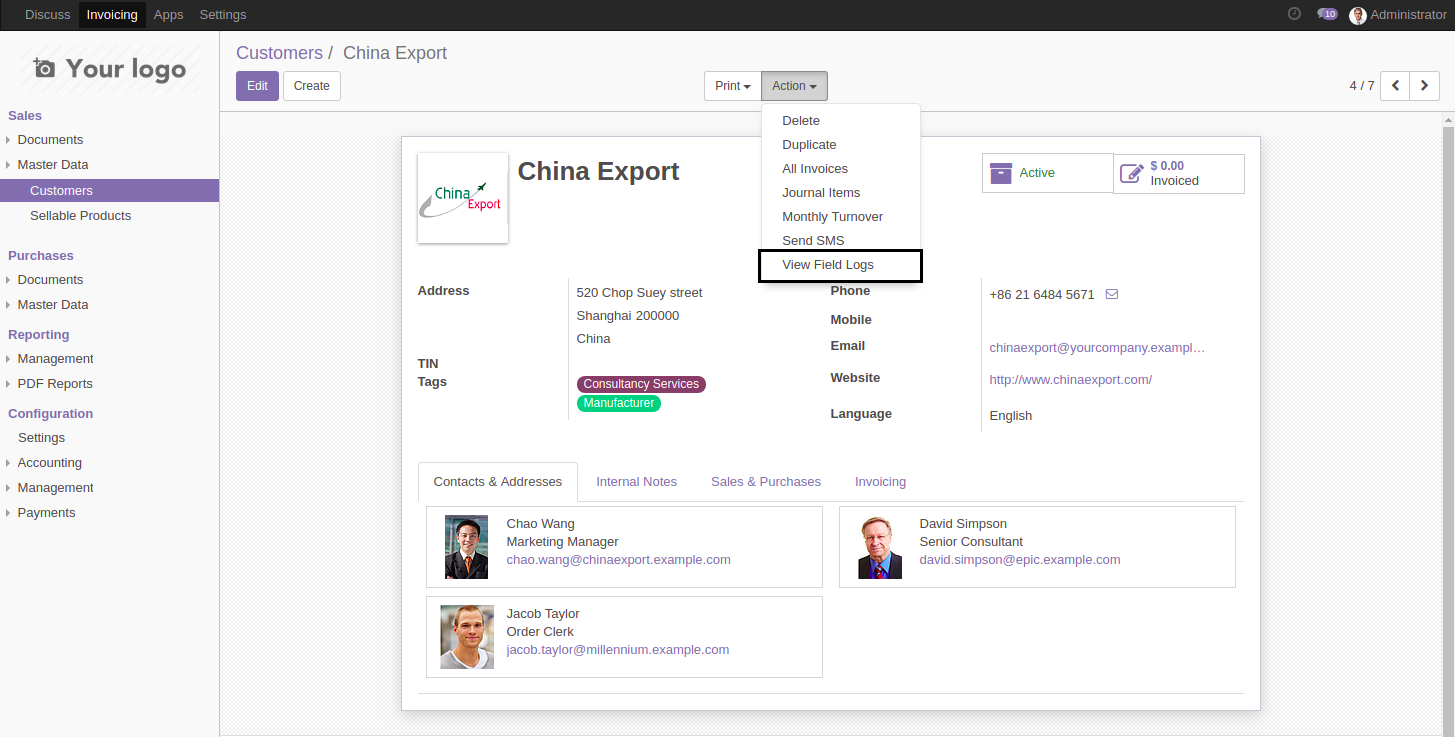 Discuss Invoicing Apps Settings 10 Administrator
Your logo
Sales
Documents
Master Data
Customers
Sellable Products
Purchases
Documents
Master Data
Reporting
Management
PDF Reports
Configuration
Settings
Accounting
Management
Payments
Customers / China Export
Edit Create Print Action 4 / 7
Delete
Duplicate
All Invoices
Journal Items
Monthly Turnover
Send SMS
View Field Logs
China
Export
China Export
Active
$ 0.00
Invoiced
Address
520 Chop Suey street
Shanghai 200000
China
TIN
Tags
Consultancy Services
Manufacturer
Phone
+86 21 6484 5671
Mobile
Email
chinaexport@yourcompany.exampl…
Website
http://www.chinaexport.com/
Language
English
Contacts & Addresses Internal Notes Sales & Purchases Invoicing
Chao Wang
Marketing Manager
chao.wang@chinaexport.example.com
David Simpson
Senior Consultant
david.simpson@epic.example.com
Jacob Taylor
Order Clerk
jacob.taylor@millennium.example.com